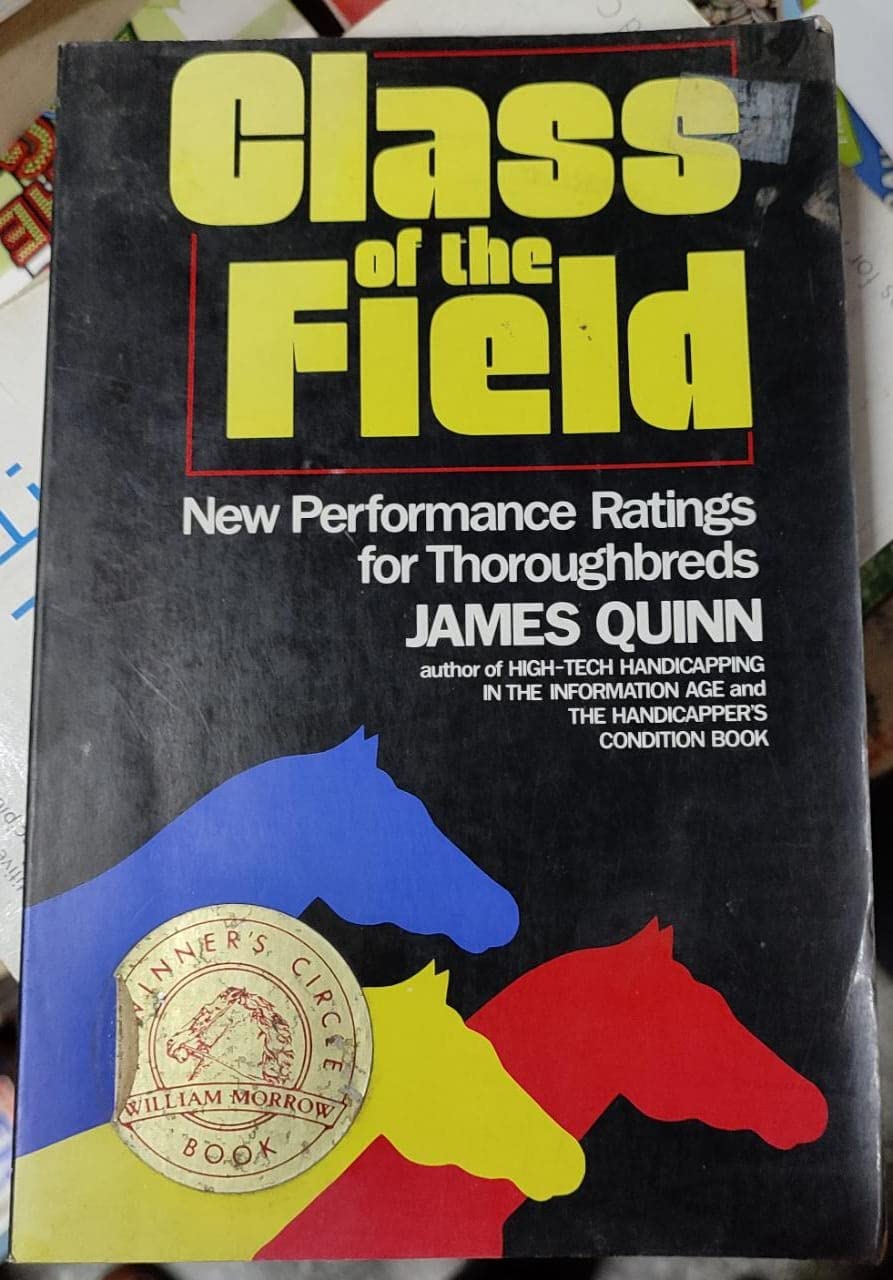 Class
of the
Field
New Performance Ratings
for Thoroughbreds
JAMES QUINN
author of HIGH-TECH HANDICAPPING
IN THE INFORMATION AGE and
THE HANDICAPPER'S
CONDITION BOOK
WINNER'S CIRCLE
WILLIAM MORROW
BOOK